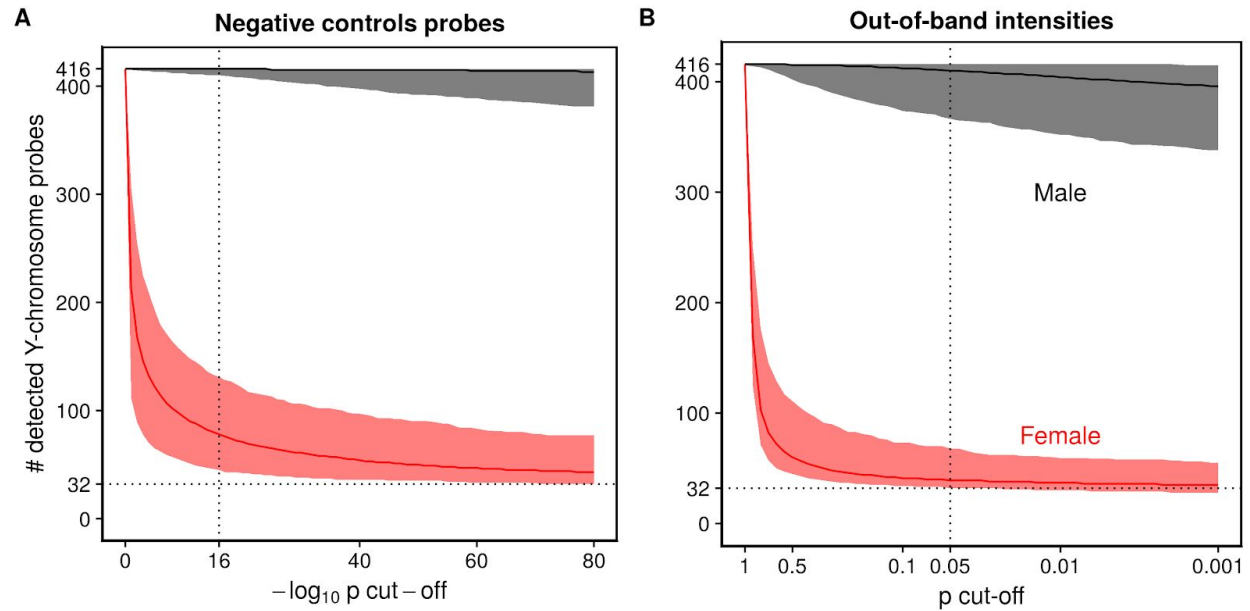 A
Negative controls probes
# detected Y-chromosome probes
416
400
300
200
100
32
0
0 16 40 60 80
−log10 p cut−off
B
Out-of-band intensities
416
400
300
200
100
32
0
Male
Female
1 0.5 0.1 0.05 0.01 0.001
p cut-off